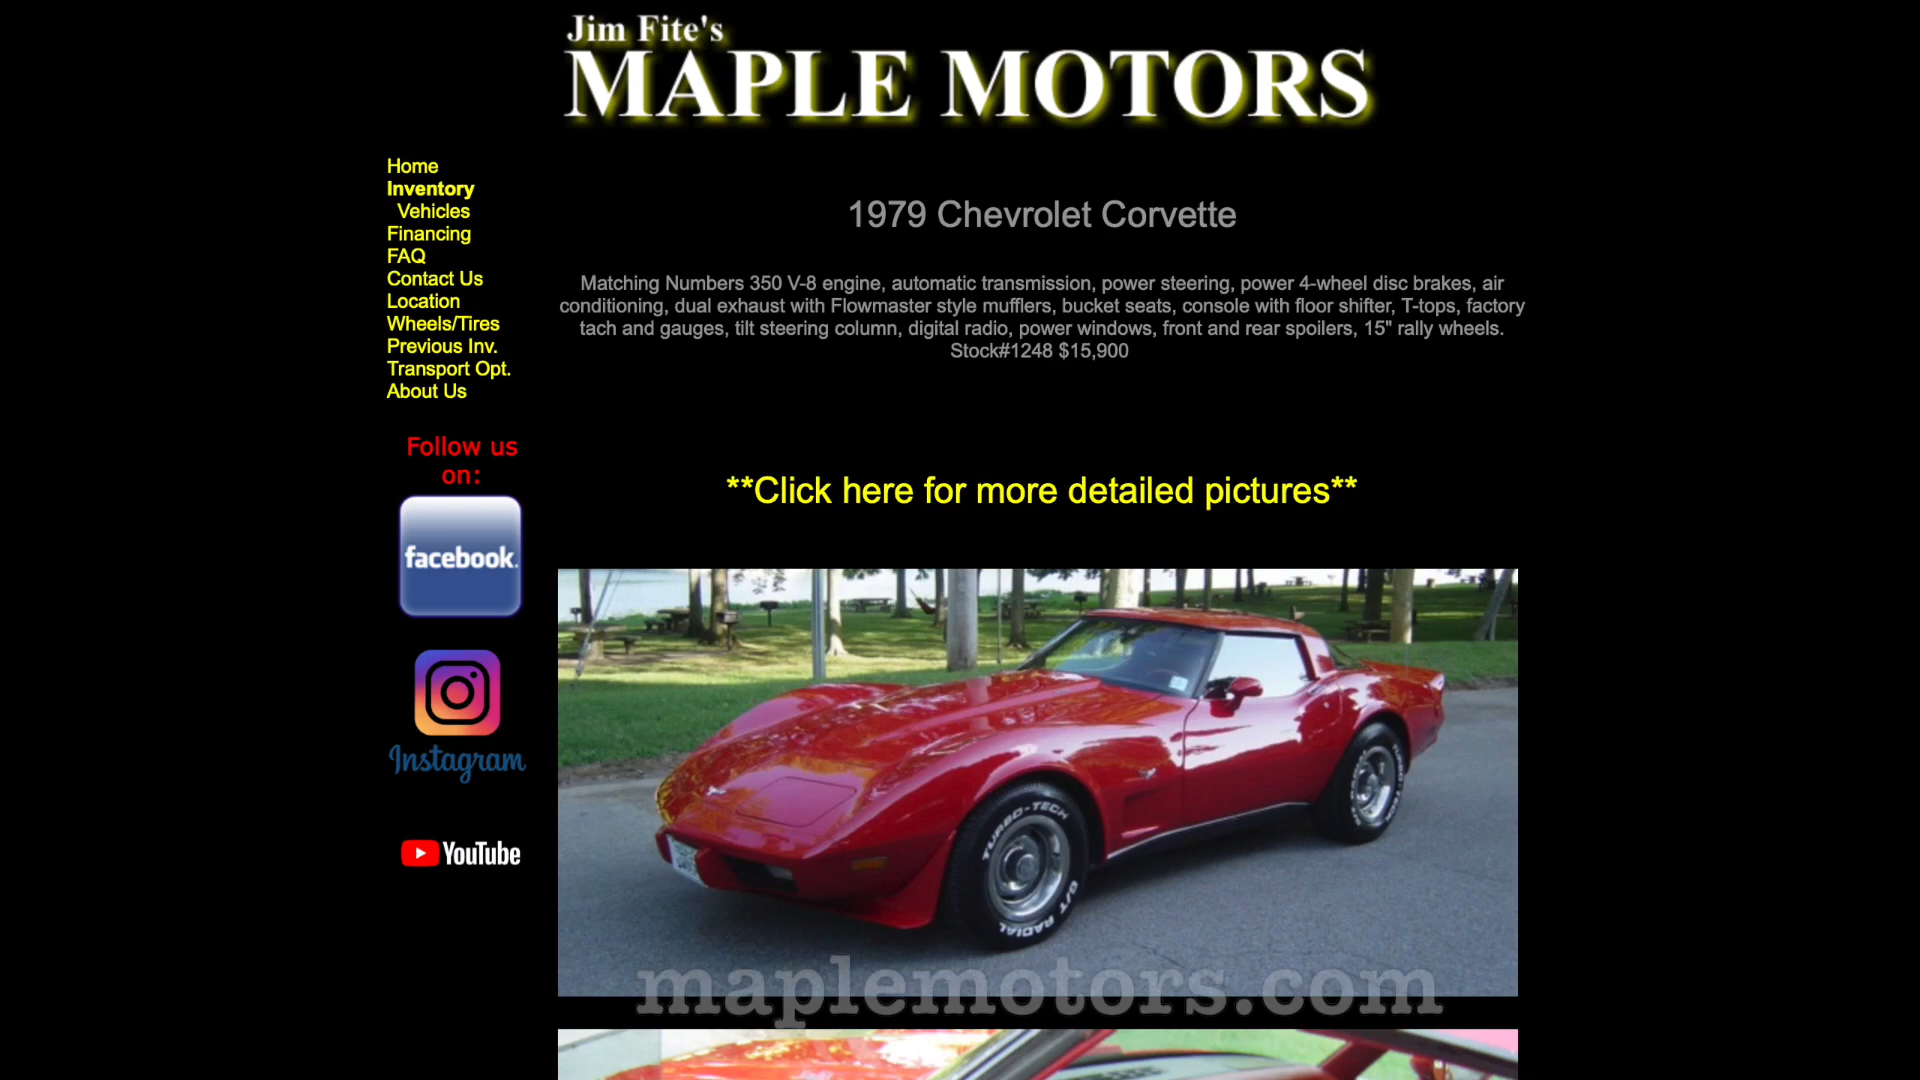 Jim Fite's
MAPLE MOTORS
Home
Inventory
Vehicles
Financing
FAQ
Contact Us
Location
Wheels/Tires
Previous Inv.
Transport Opt.
About Us
Follow us
on:
facebook.
Instagram
YouTube
1979 Chevrolet Corvette
Matching Numbers 350 V-8 engine, automatic transmission, power steering, power 4-wheel disc brakes, air
conditioning, dual exhaust with Flowmaster style mufflers, bucket seats, console with floor shifter, T-tops, factory
tach and gauges, tilt steering column, digital radio, power windows, front and rear spoilers, 15" rally wheels.
Stock#1248 $15,900
**Click here for more detailed pictures**
TURBO-TECH
G/T RADIAL
maplemotors.com